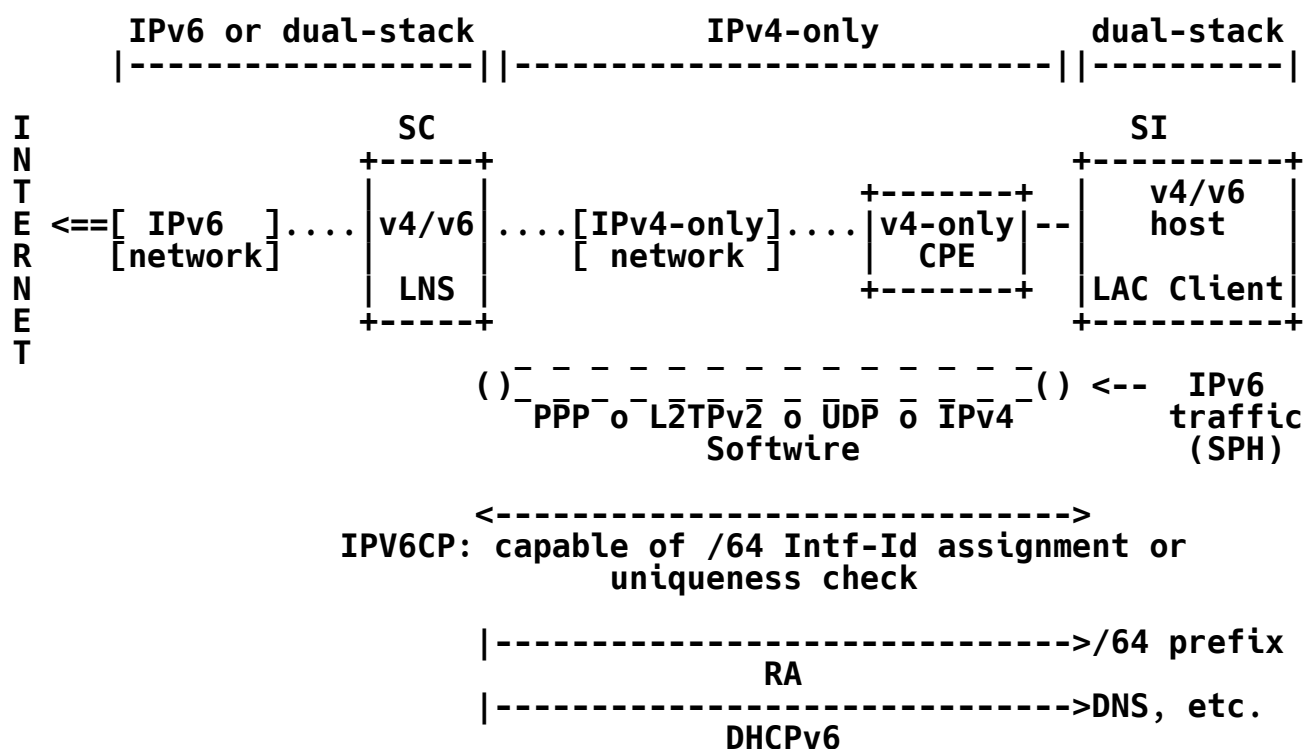 IPv6 or dual-stack             IPv4-only            dual-stack
|------------------||----------------------------||-----------|
I                   SC                                    SI
N                 +-----+                              +----------+
T                 |     |                   +-------+  |   v4/v6  |
E <==[ IPv6  ]....|v4/v6|....[IPv4-only]....|v4-only|--|   host   |
R    [network]    |     |    [ network ]    |  CPE  |  |          |
N                 | LNS |                   +-------+  |LAC Client|
E                 +-----+                              +----------+
T
()_ _ _ _ _ _ _ _ _ _ _ _ _ _() <--  IPv6
PPP o L2TPv2 o UDP o IPv4        traffic
Softwire                 (SPH)
<------------------------------>
IPV6CP: capable of /64 Intf-Id assignment or
uniqueness check
|------------------------------>/64 prefix
RA
|------------------------------>DNS, etc.
DHCPv6